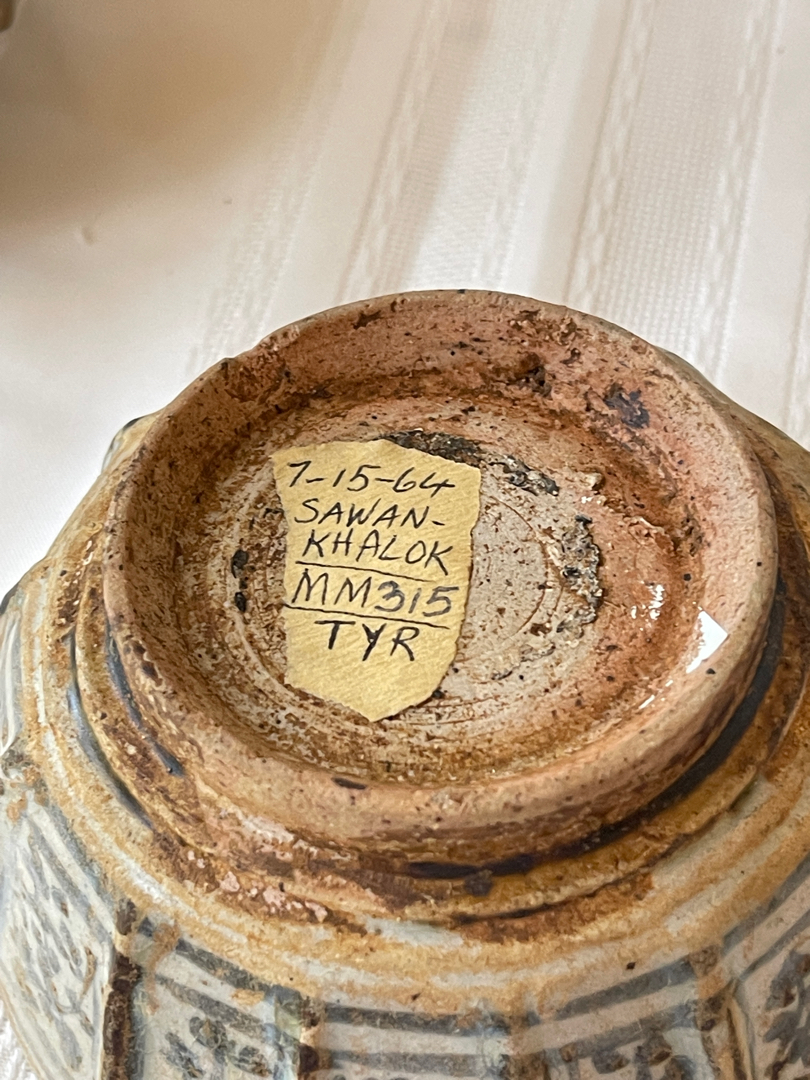 7-15-64
SAWAN-
KHALOK
MM315
TYR